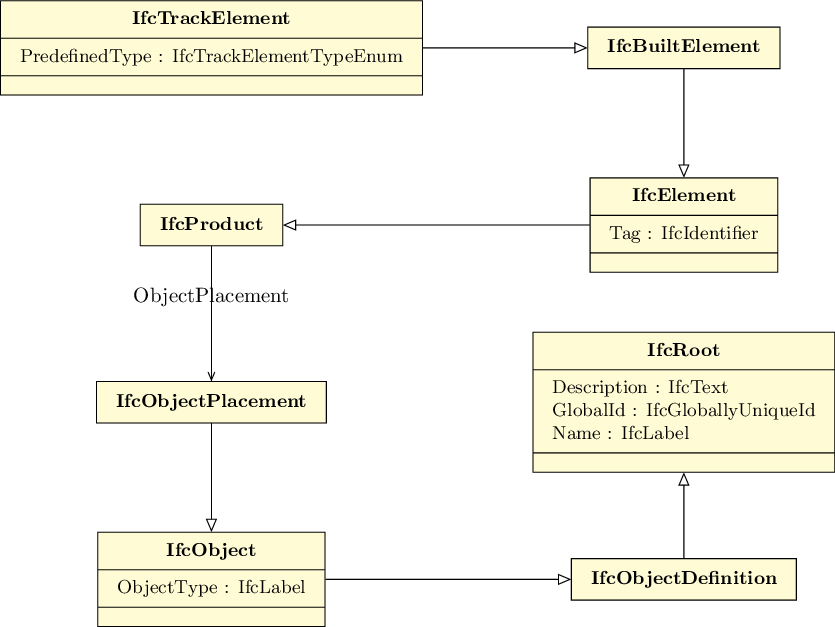 IfcTrackElement
PredefinedType : IfcTrackElementTypeEnum
IfcBuiltElement
IfcElement
Tag : IfcIdentifier
IfcProduct
ObjectPlacement
IfcObjectPlacement
IfcRoot
Description : IfcText
GlobalId : IfcGloballyUniqueId
Name : IfcLabel
IfcObject
ObjectType : IfcLabel
IfcObjectDefinition